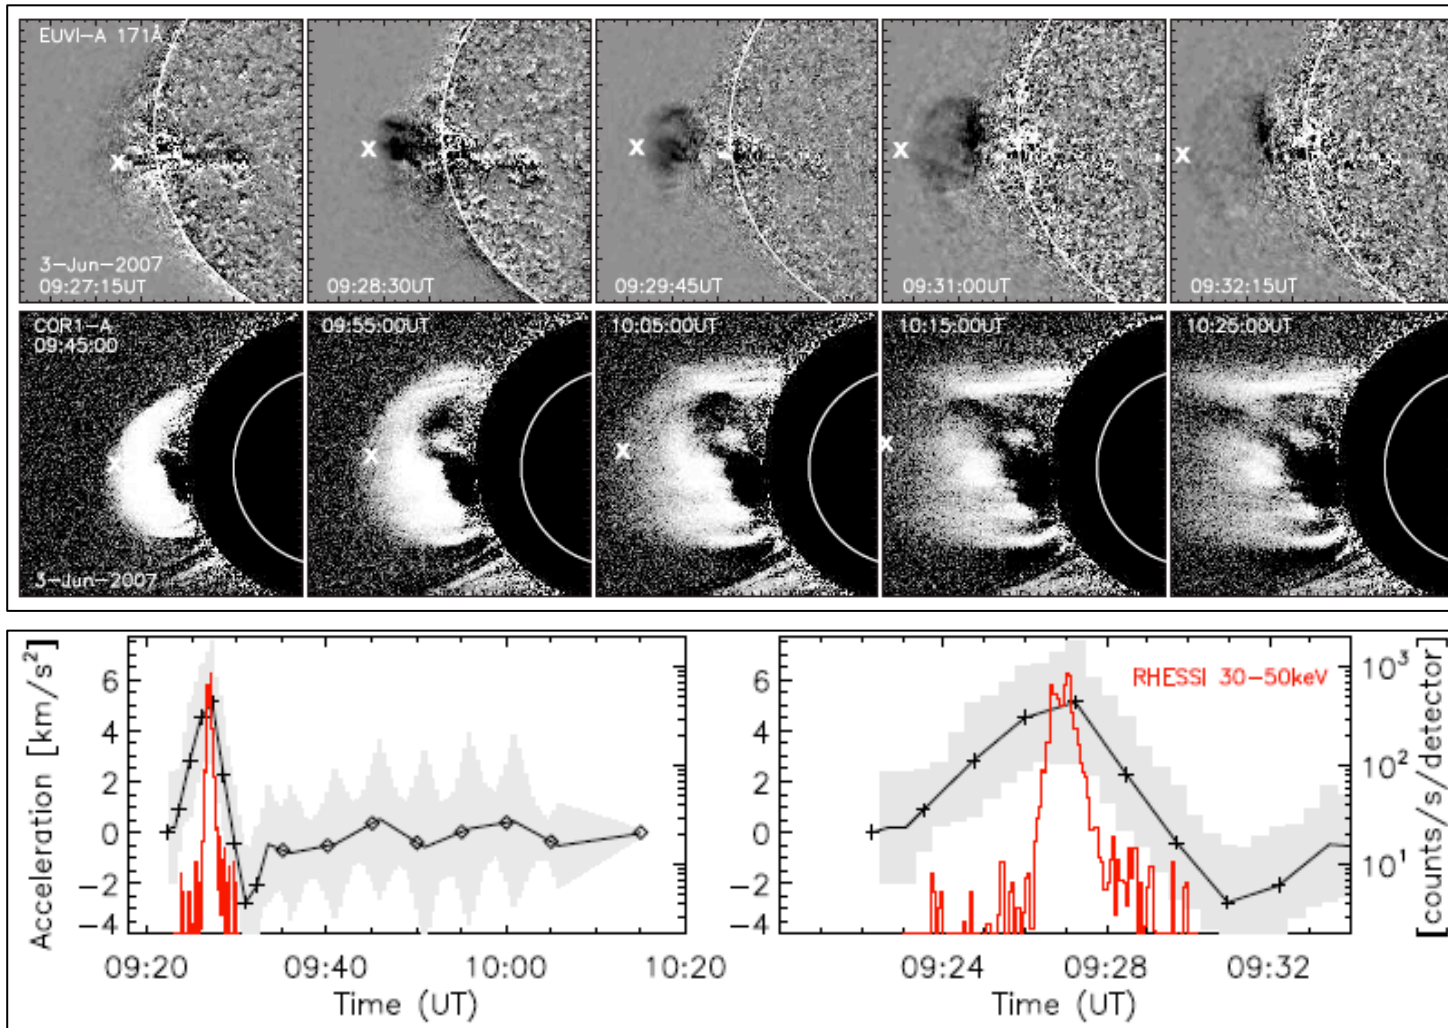 EUVI-A 171Å
3-Jun-2007
09:27:15UT
09:28:30UT
09:29:45UT
09:31:00UT
09:32:15UT
X X X X X
COR1-A
09:45:00
3-Jun-2007
09:55:00UT
10:05:00UT
10:15:00UT
10:25:00UT
X X X X
Acceleration [km/s²]
6
4
2
0
-2
-4
09:20 09:40 10:00 10:20
Time (UT)
RHESSI 30-50keV
6
4
2
0
-2
-4
10³
10²
10¹
[counts/s/detector]
09:24 09:28 09:32
Time (UT)